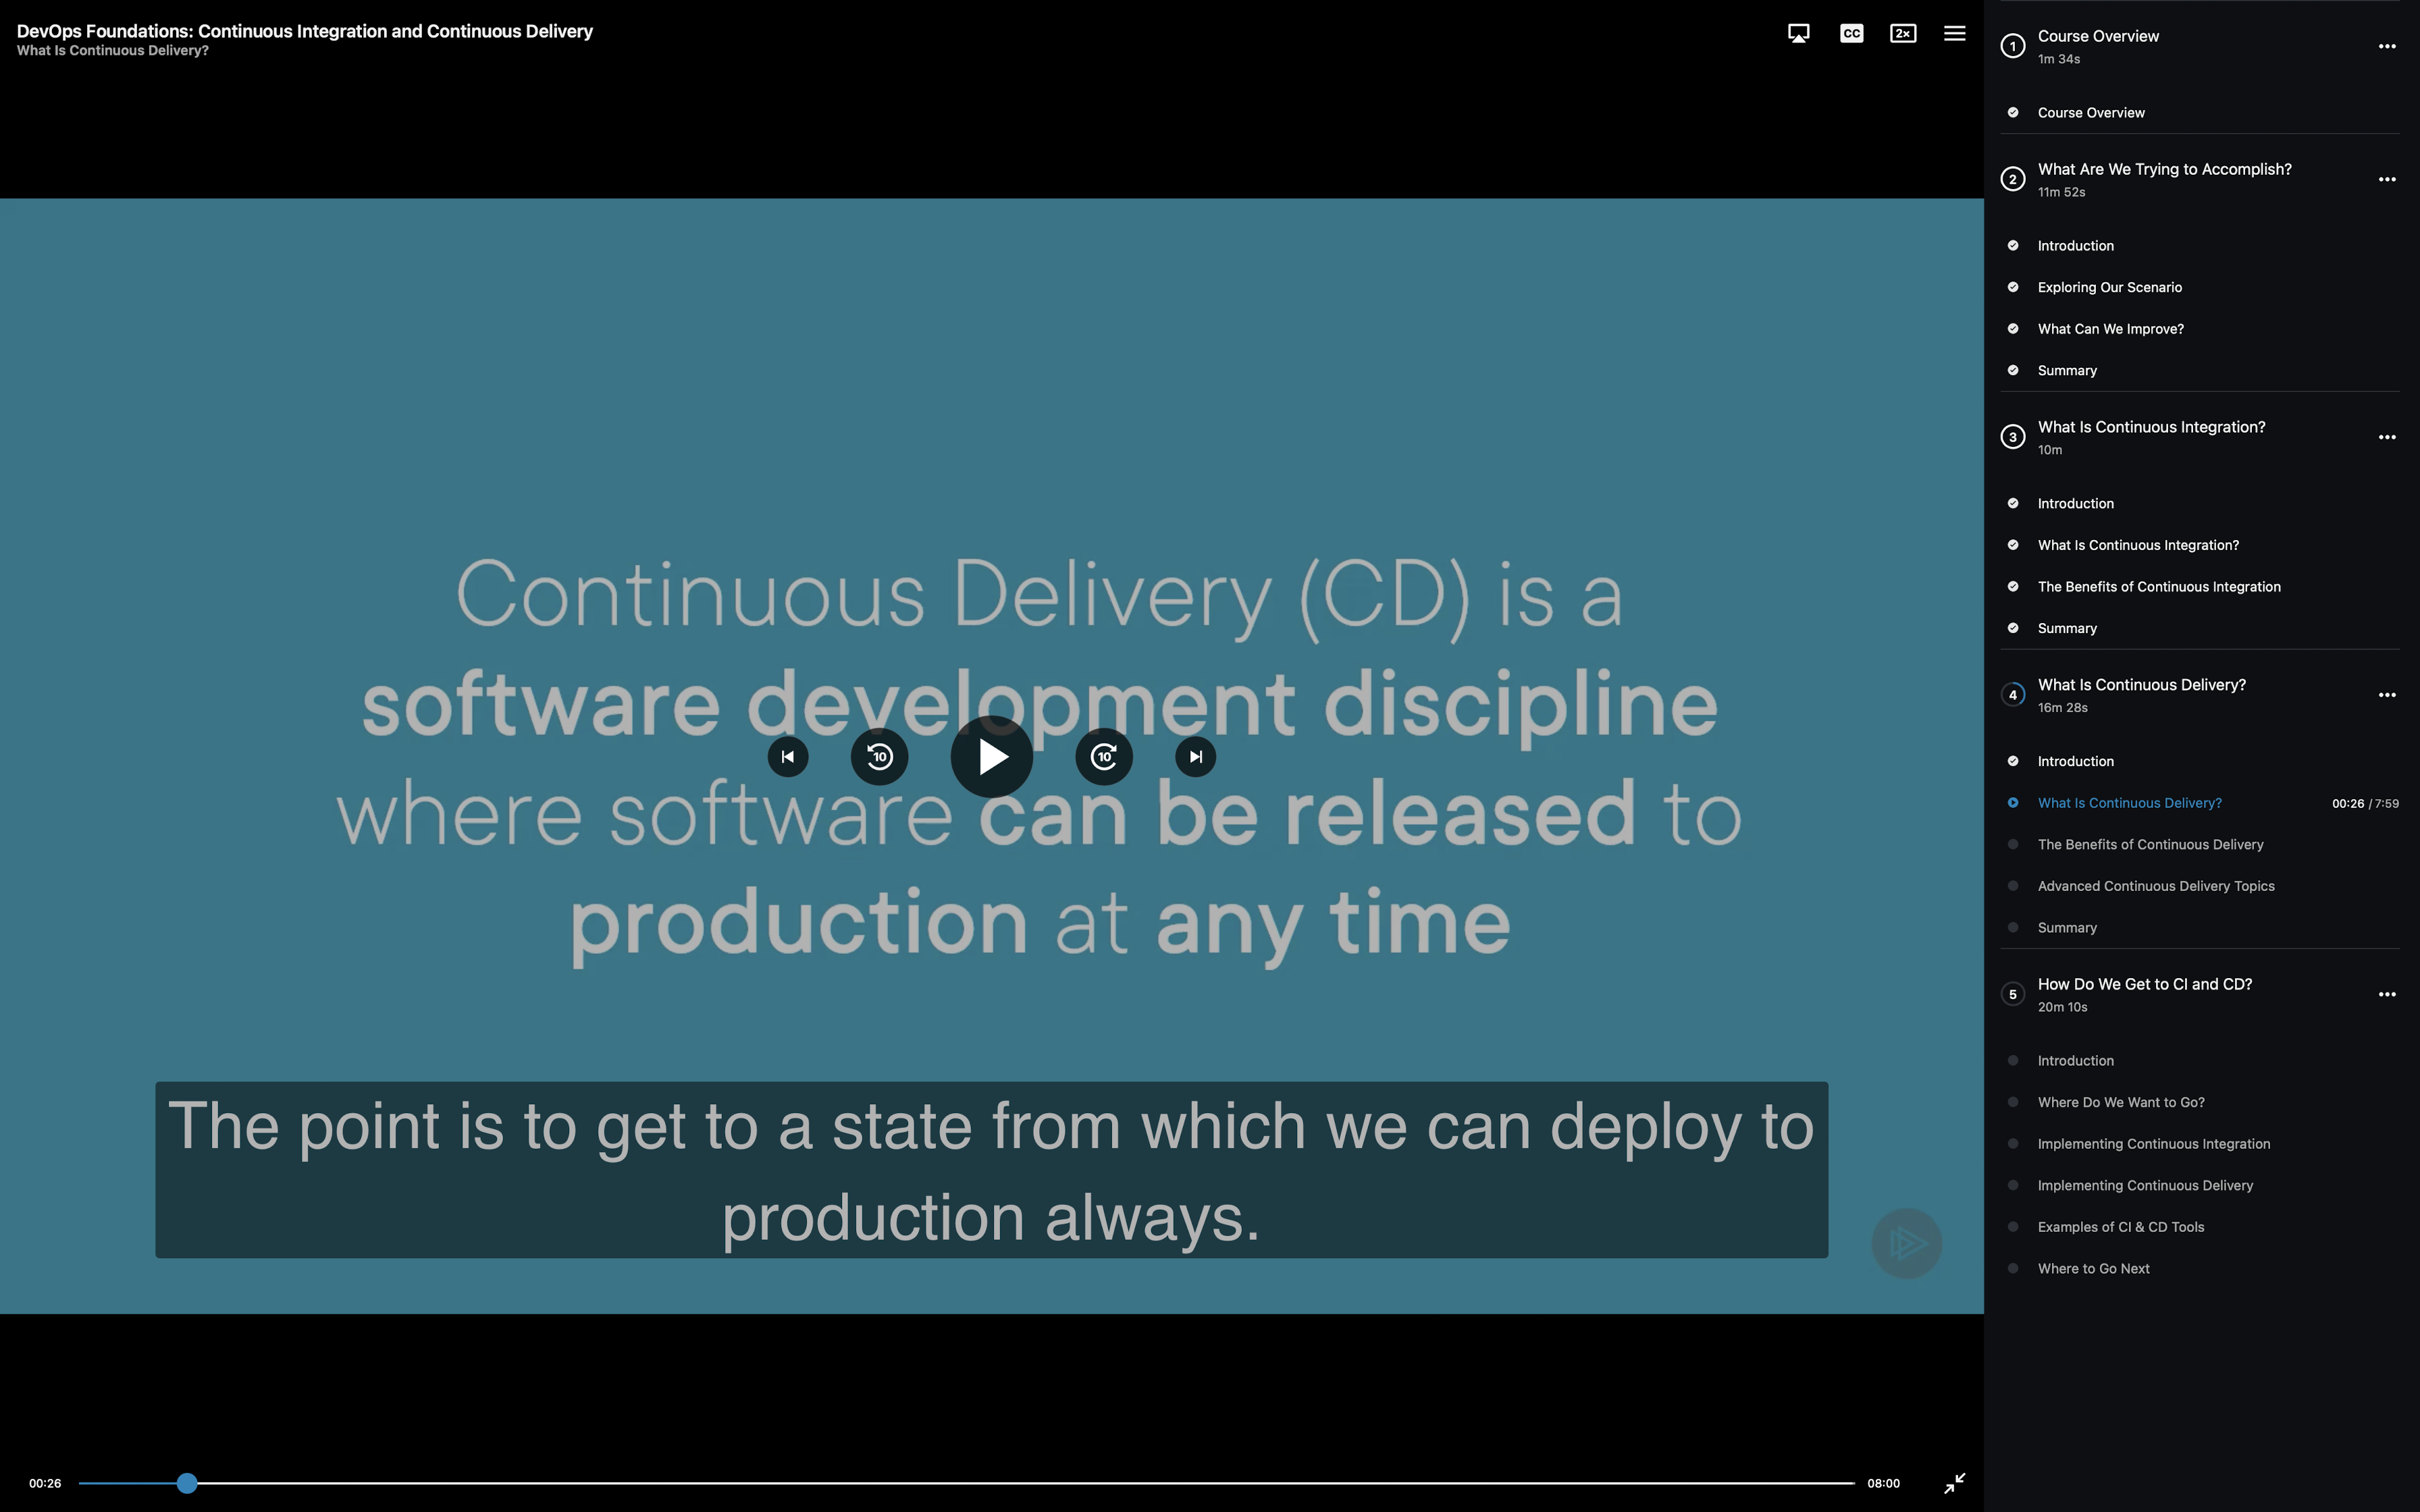 DevOps Foundations: Continuous Integration and Continuous Delivery
What Is Continuous Delivery?
CC
2×
Continuous Delivery (CD) is a
software development discipline
where software can be released to
production at any time
10
10
The point is to get to a state from which we can deploy to
production always.
00:26
08:00
1
Course Overview
1m 34s
Course Overview
2
What Are We Trying to Accomplish?
11m 52s
Introduction
Exploring Our Scenario
What Can We Improve?
Summary
3
What Is Continuous Integration?
10m
Introduction
What Is Continuous Integration?
The Benefits of Continuous Integration
Summary
4
What Is Continuous Delivery?
16m 28s
Introduction
What Is Continuous Delivery? 00:26 / 7:59
The Benefits of Continuous Delivery
Advanced Continuous Delivery Topics
Summary
5
How Do We Get to CI and CD?
20m 10s
Introduction
Where Do We Want to Go?
Implementing Continuous Integration
Implementing Continuous Delivery
Examples of CI & CD Tools
Where to Go Next